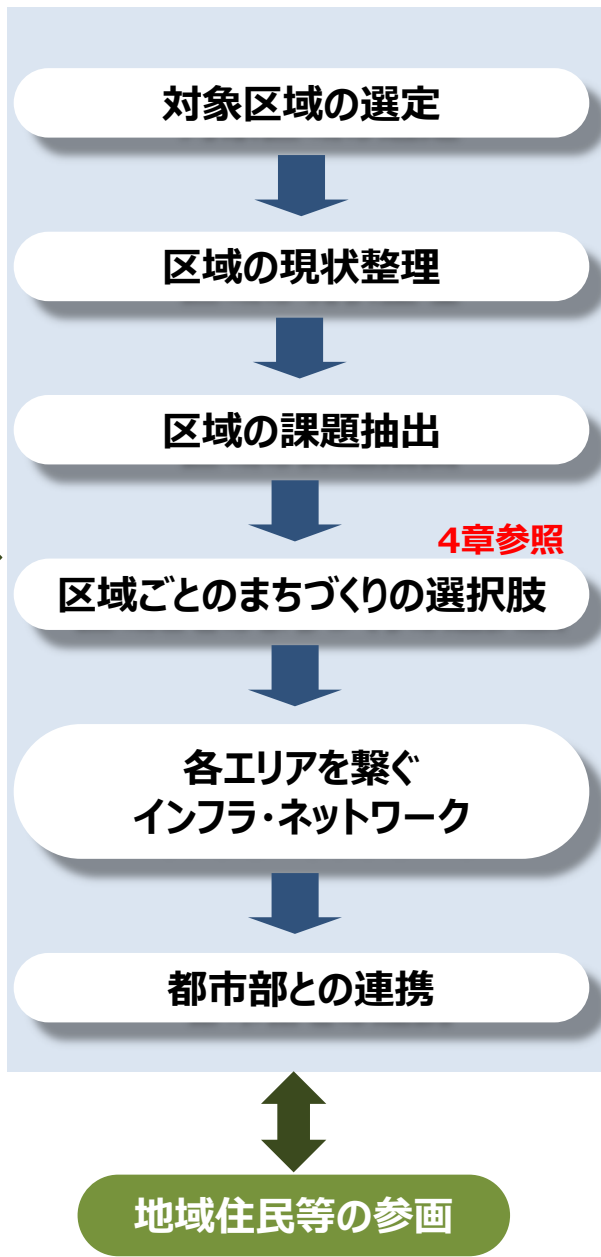 対象区域の選定
区域の現状整理
区域の課題抽出
4章参照
区域ごとのまちづくりの選択肢
各エリアを繋ぐ
インフラ・ネットワーク
都市部との連携
地域住民等の参画